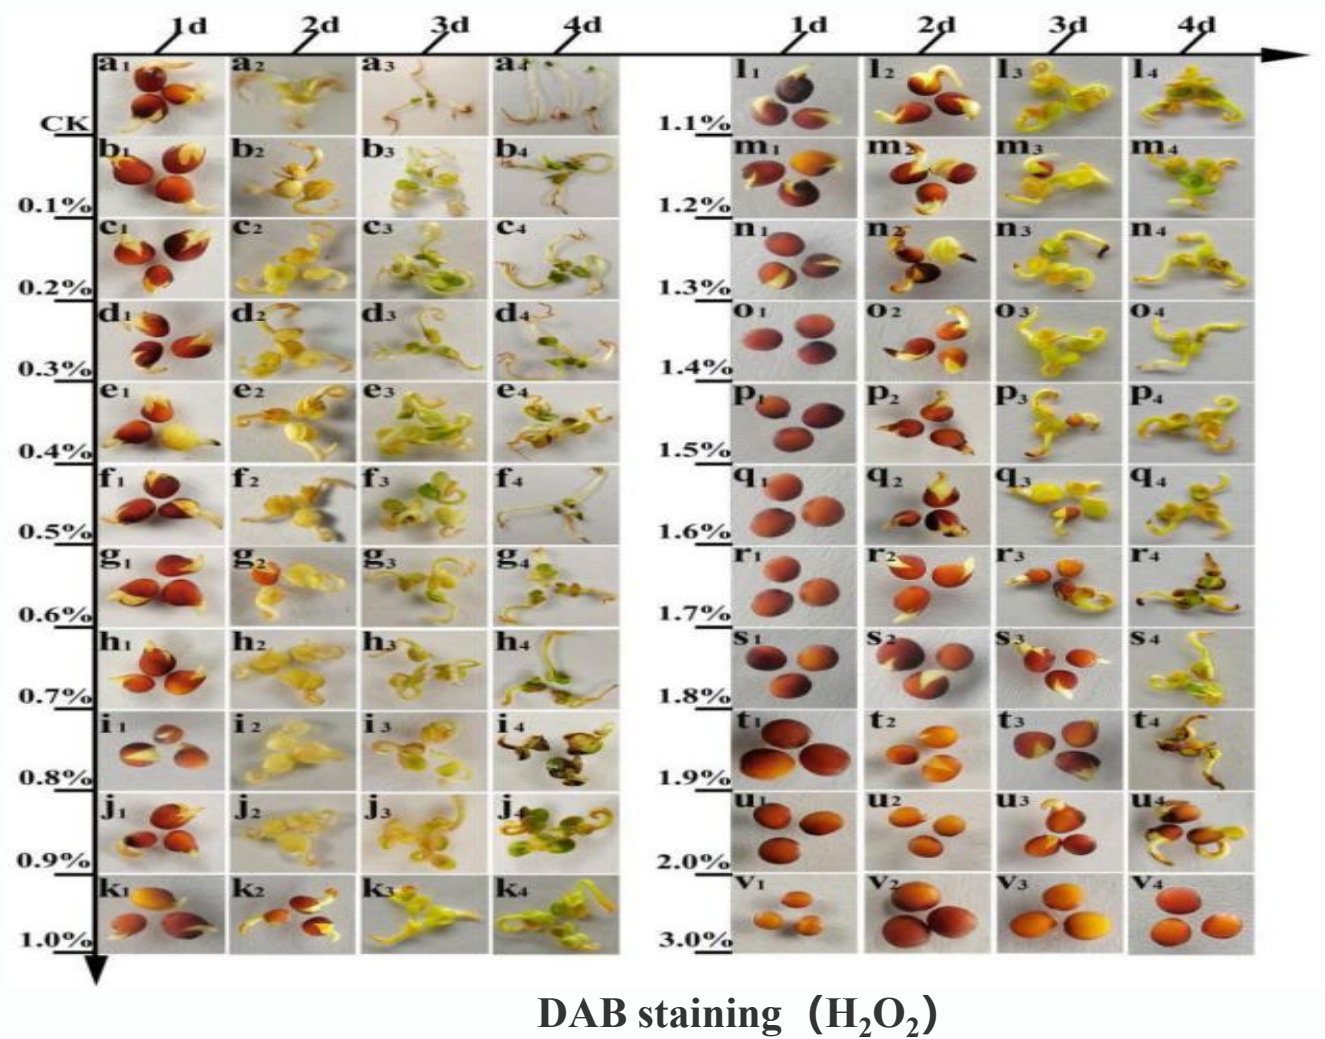 1d 2d 3d 4d 1d 2d 3d 4d
a1 a2 a3 a4 l1 l2 l3 l4
CK 1.1%
b1 b2 b3 b4 m1 m2 m3 m4
0.1% 1.2%
c1 c2 c3 c4 n1 n2 n3 n4
0.2% 1.3%
d1 d2 d3 d4 o1 o2 o3 o4
0.3% 1.4%
e1 e2 e3 e4 p1 p2 p3 p4
0.4% 1.5%
f1 f2 f3 f4 q1 q2 q3 q4
0.5% 1.6%
g1 g2 g3 g4 r1 r2 r3 r4
0.6% 1.7%
h1 h2 h3 h4 s1 s2 s3 s4
0.7% 1.8%
i1 i2 i3 i4 t1 t2 t3 t4
0.8% 1.9%
j1 j2 j3 j4 u1 u2 u3 u4
0.9% 2.0%
k1 k2 k3 k4 v1 v2 v3 v4
1.0% 3.0%
DAB staining（H₂O₂）